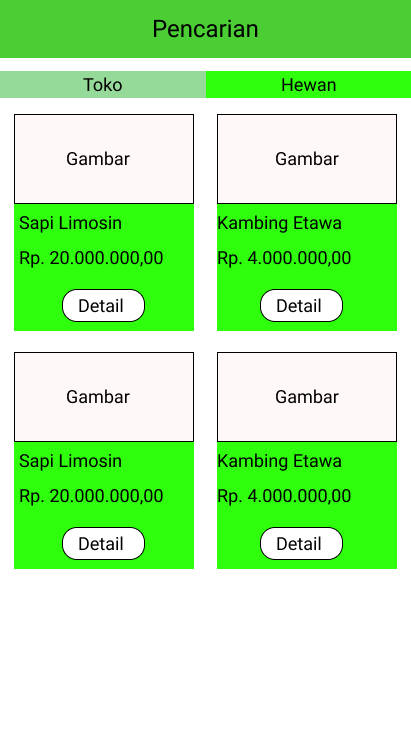 Pencarian
Toko Hewan
Gambar Gambar
Sapi Limosin Kambing Etawa
Rp. 20.000.000,00 Rp. 4.000.000,00
Detail Detail
Gambar Gambar
Sapi Limosin Kambing Etawa
Rp. 20.000.000,00 Rp. 4.000.000,00
Detail Detail